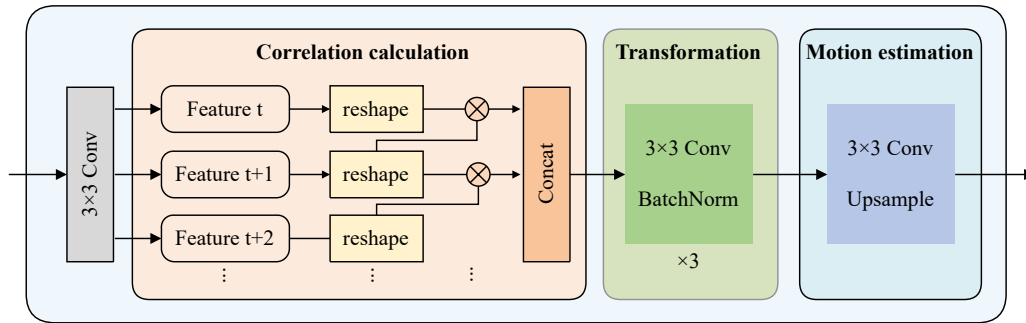 Correlation calculation
Transformation
Motion estimation
3×3 Conv
Feature t
reshape
Feature t+1
reshape
Feature t+2
reshape
Concat
3×3 Conv
BatchNorm
×3
3×3 Conv
Upsample